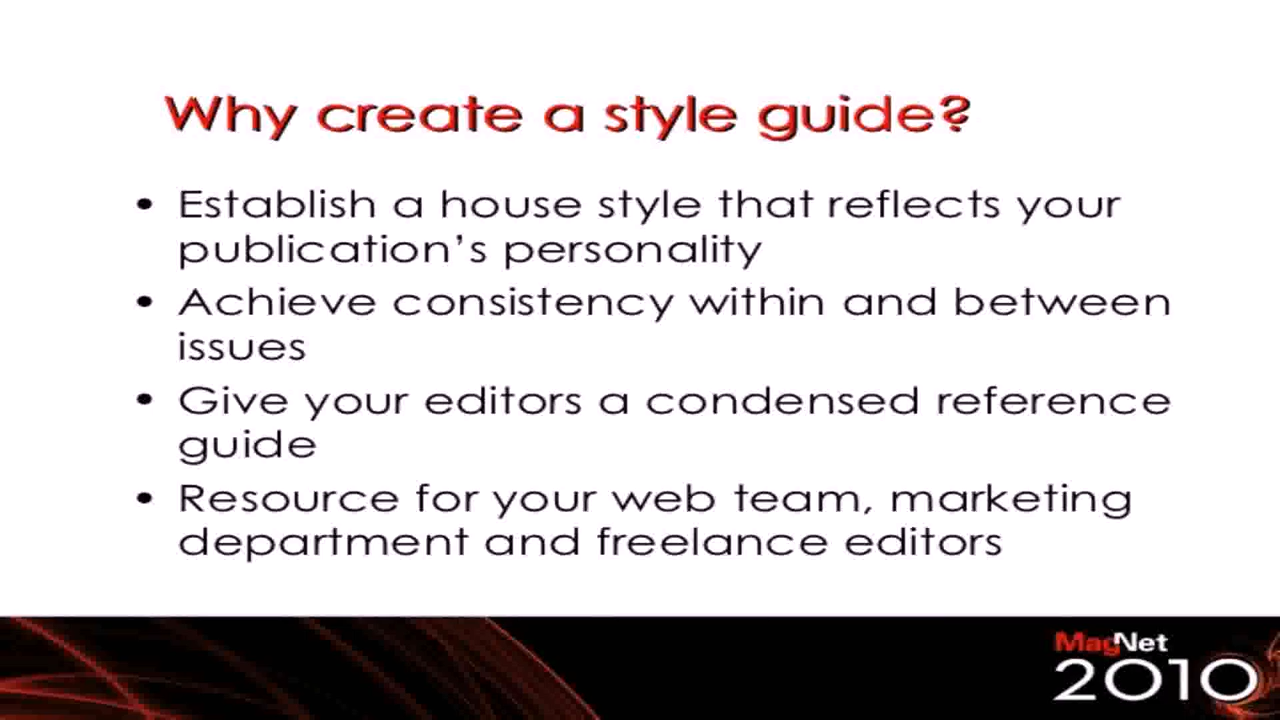 Why create a style guide?
• Establish a house style that reflects your
publication’s personality
• Achieve consistency within and between
issues
• Give your editors a condensed reference
guide
• Resource for your web team, marketing
department and freelance editors
MagNet
2010